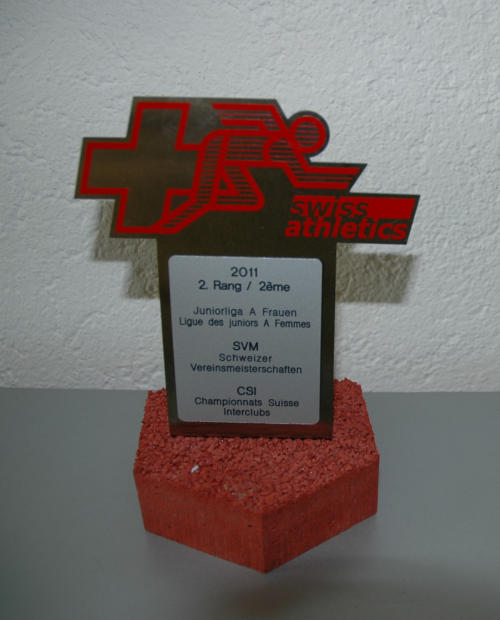 swiss
athletics
2011
2. Rang / 2ème
Juniorliga A Frauen
Ligue des juniors A Femmes
SVM
Schweizer
Vereinsmeisterschaften
CSI
Championnats Suisse
Interclubs